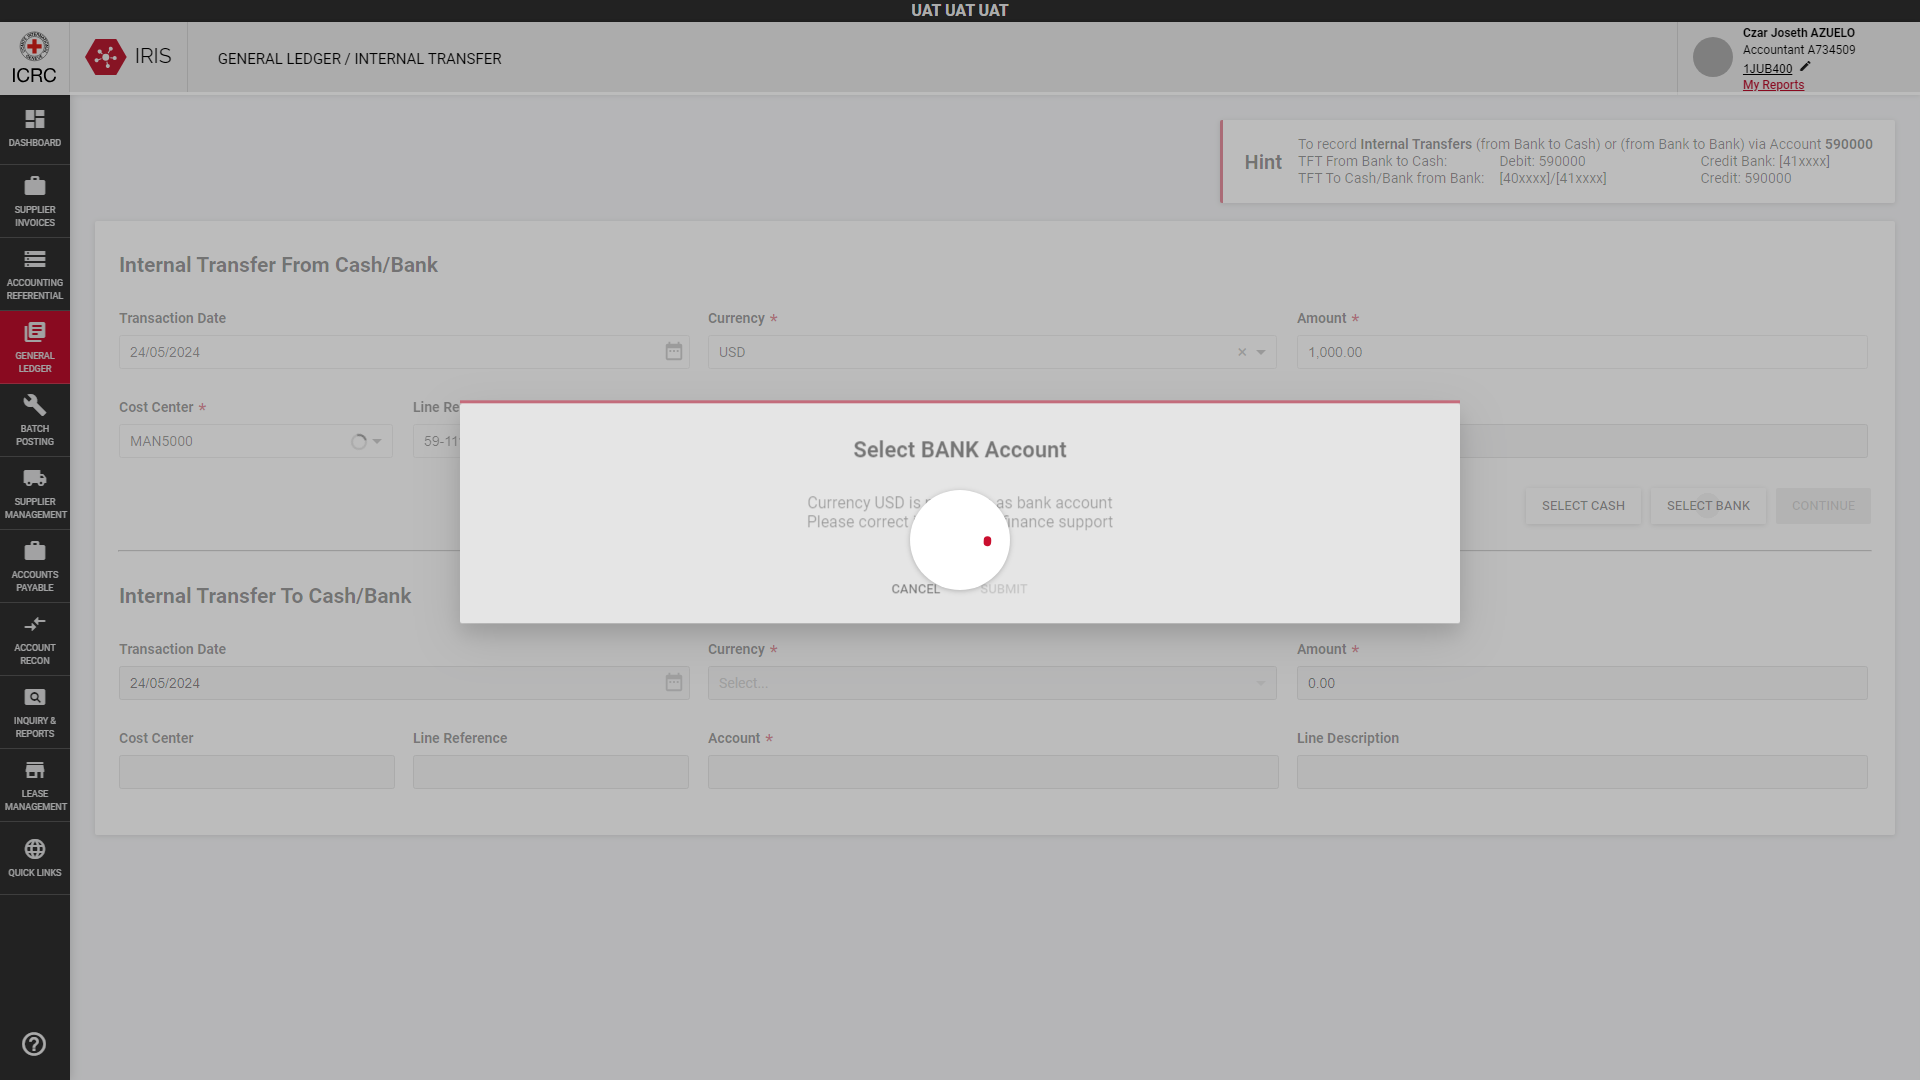 UAT UAT UAT
ICRC
IRIS
GENERAL LEDGER / INTERNAL TRANSFER
Czar Joseth AZUELO
Accountant A734509
1JUB400
My Reports
DASHBOARD
SUPPLIER
INVOICES
ACCOUNTING
REFERENTIAL
GENERAL
LEDGER
BATCH
POSTING
SUPPLIER
MANAGEMENT
ACCOUNTS
PAYABLE
ACCOUNT
RECON
INQUIRY &
REPORTS
LEASE
MANAGEMENT
QUICK LINKS
Hint
To record Internal Transfers (from Bank to Cash) or (from Bank to Bank) via Account 590000
TFT From Bank to Cash: Debit: 590000 Credit Bank: [41xxxx]
TFT To Cash/Bank from Bank: [40xxxx]/[41xxxx] Credit: 590000
Internal Transfer From Cash/Bank
Transaction Date Currency * Amount *
24/05/2024 USD 1,000.00
Cost Center * Line Re
MAN5000 59-11
Select BANK Account
Currency USD is as bank account
Please correct finance support
CANCEL SUBMIT
SELECT CASH SELECT BANK CONTINUE
Internal Transfer To Cash/Bank
Transaction Date Currency * Amount *
24/05/2024 Select... 0.00
Cost Center Line Reference Account * Line Description